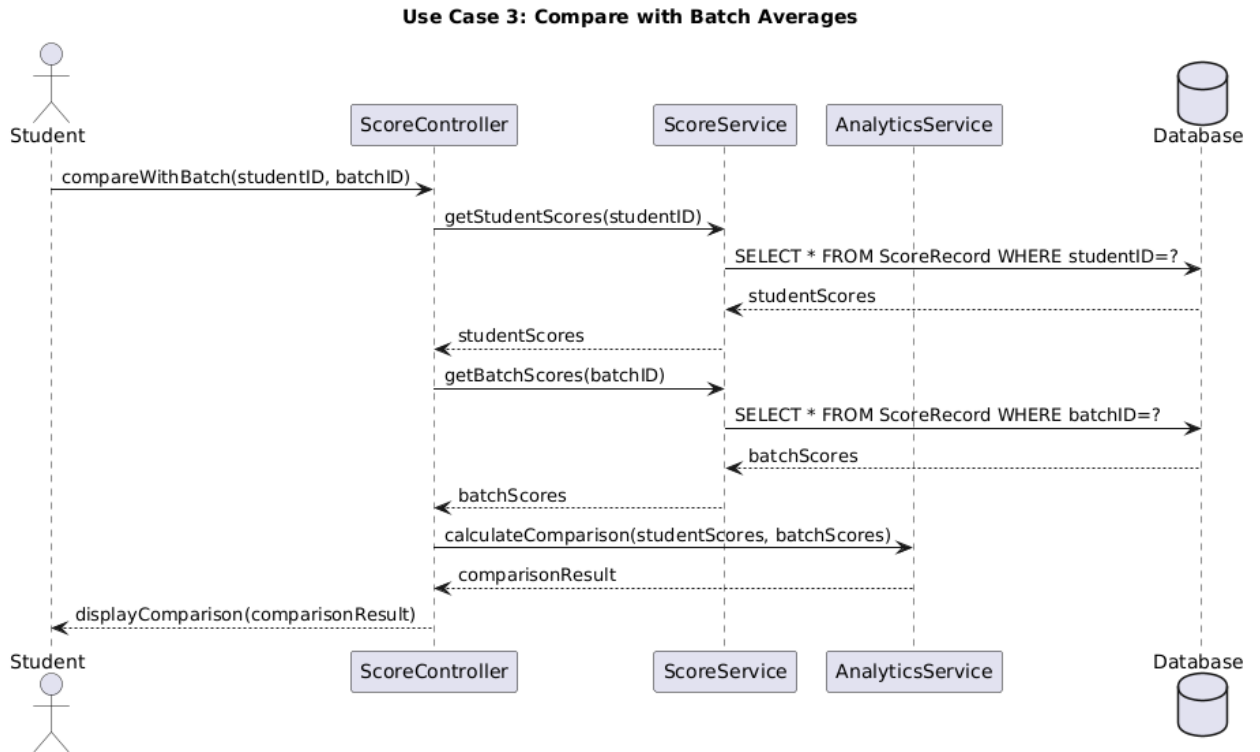 Use Case 3: Compare with Batch Averages
Student
ScoreController
ScoreService
AnalyticsService
Database
compareWithBatch(studentID, batchID)
getStudentScores(studentID)
SELECT * FROM ScoreRecord WHERE studentID=?
studentScores
studentScores
getBatchScores(batchID)
SELECT * FROM ScoreRecord WHERE batchID=?
batchScores
batchScores
calculateComparison(studentScores, batchScores)
comparisonResult
displayComparison(comparisonResult)
Student
ScoreController
ScoreService
AnalyticsService
Database